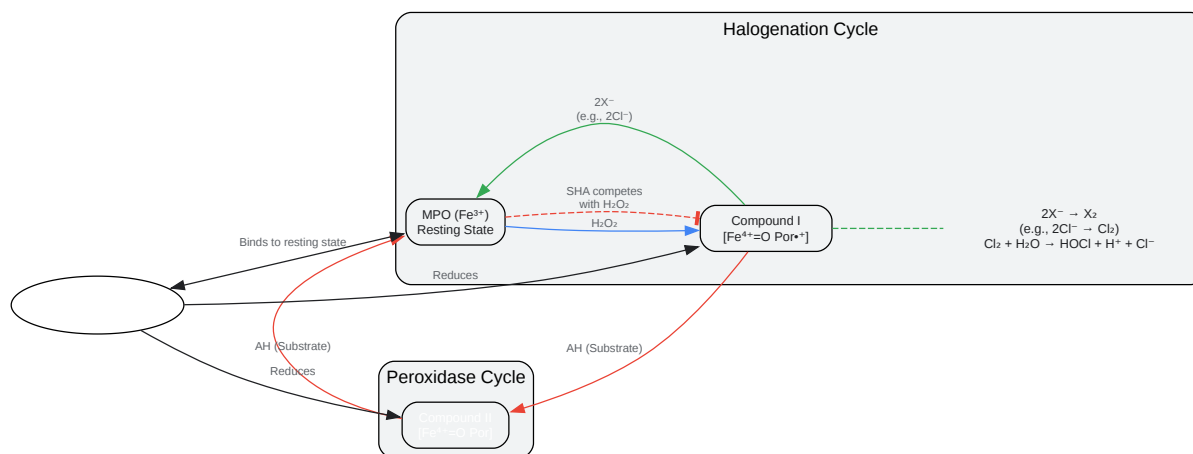 Halogenation Cycle
2X⁻
(e.g., 2Cl⁻)
SHA competes
with H₂O₂
MPO (Fe³⁺)
Resting State
H₂O₂
Compound I
[Fe⁴⁺=O Por•⁺]
2X⁻ → X₂
(e.g., 2Cl⁻ → Cl₂)
Cl₂ + H₂O → HOCl + H⁺ + Cl⁻
Binds to resting state
Reduces
AH (Substrate)
AH (Substrate)
Reduces
Peroxidase Cycle
Compound II
[Fe⁴⁺=O Por]